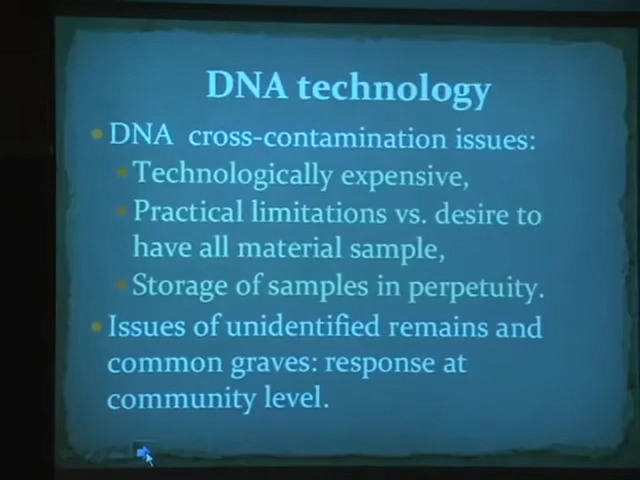 DNA technology
DNA cross-contamination issues:
Technologically expensive,
Practical limitations vs. desire to
have all material sample,
Storage of samples in perpetuity.
Issues of unidentified remains and
common graves: response at
community level.